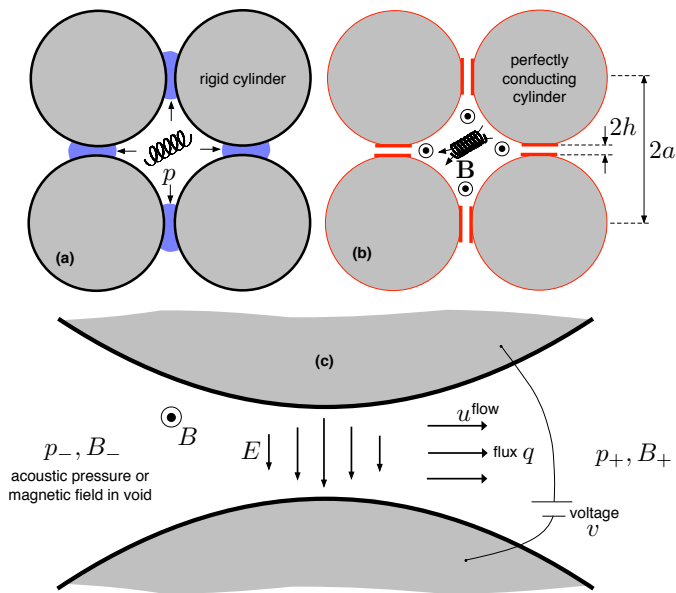 rigid cylinder
p
(a)
perfectly
conducting
cylinder
2h
2a
B
(b)
(c)
u^flow
B
E
flux q
p₋, B₋
acoustic pressure or
magnetic field in void
p₊, B₊
voltage
v